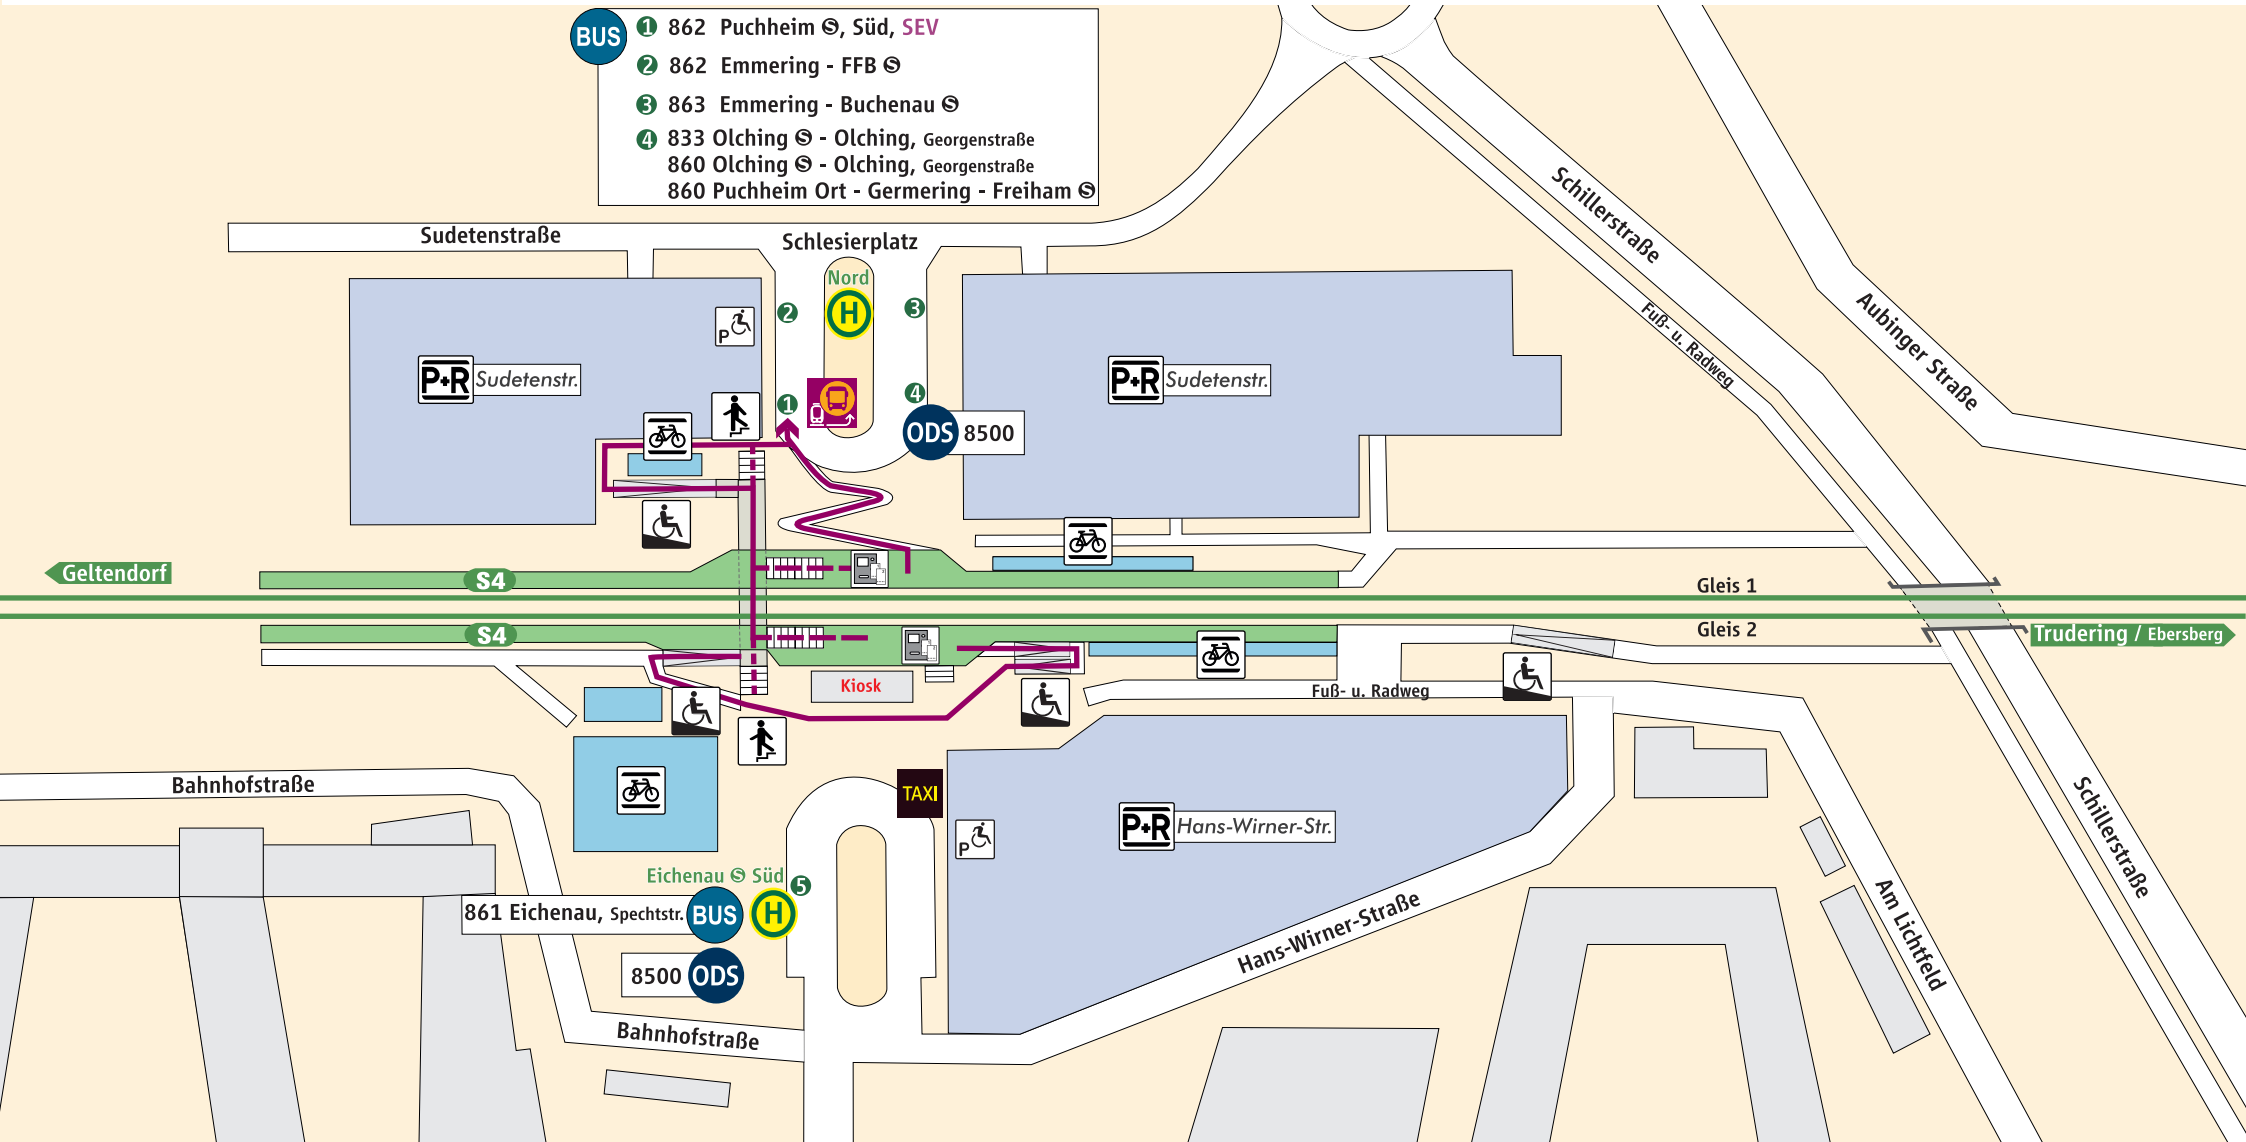 BUS
1 862 Puchheim S, Süd, SEV
2 862 Emmering - FFB S
3 863 Emmering - Buchenau S
4 833 Olching S - Olching, Georgenstraße
860 Olching S - Olching, Georgenstraße
860 Puchheim Ort - Germering - Freiham S
Sudetenstraße
Schlesierplatz
Nord
H
2
3
1
4
P
P+R Sudetenstr.
P+R Sudetenstr.
ODS 8500
Schillerstraße
Fuß- u. Radweg
Aubinger Straße
Geltendorf
S4
Gleis 1
S4
Gleis 2
Trudering / Ebersberg
Kiosk
Fuß- u. Radweg
Bahnhofstraße
TAXI
P
P+R Hans-Wirner-Str.
Eichenau S Süd
5
861 Eichenau, Spechtstr. BUS H
8500 ODS
Bahnhofstraße
Hans-Wirner-Straße
Am Lichtfeld
Schillerstraße